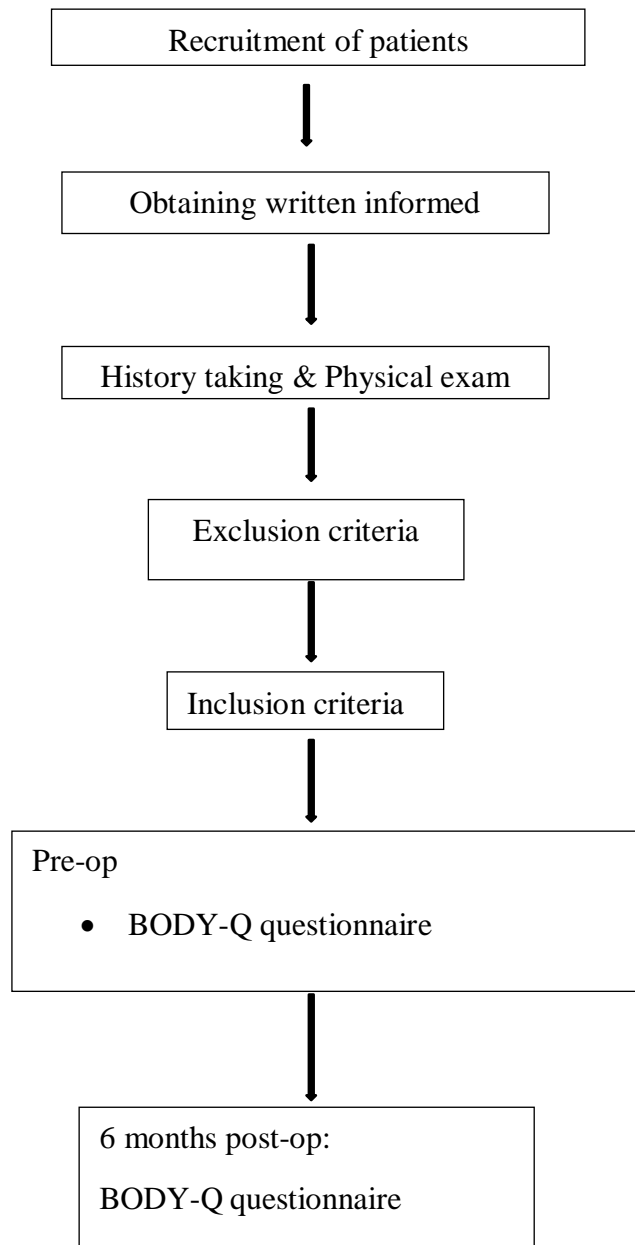 Recruitment of patients
Obtaining written informed
History taking & Physical exam
Exclusion criteria
Inclusion criteria
Pre-op
• BODY-Q questionnaire
6 months post-op:
BODY-Q questionnaire